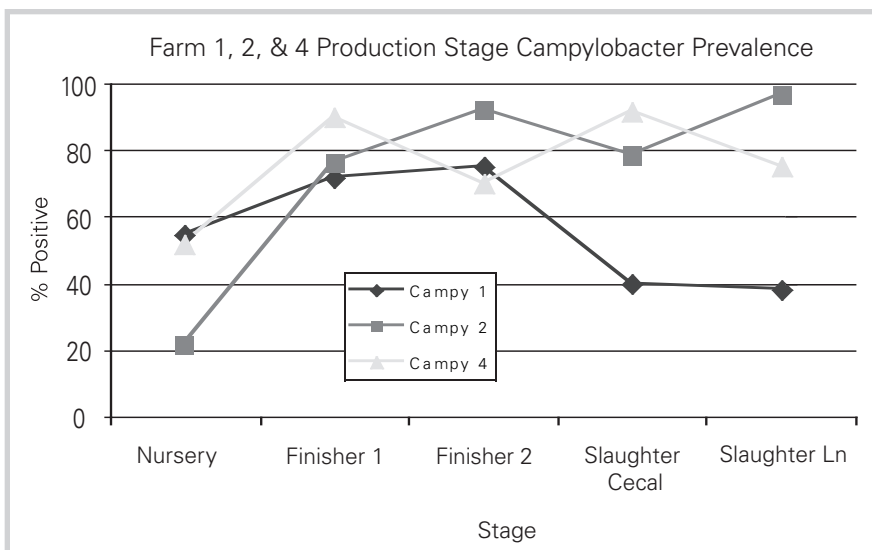 Farm 1, 2, & 4 Production Stage Campylobacter Prevalence
100
80
60
40
20
0
% Positive
Campy 1
Campy 2
Campy 4
Nursery
Finisher 1
Finisher 2
Slaughter
Cecal
Slaughter Ln
Stage